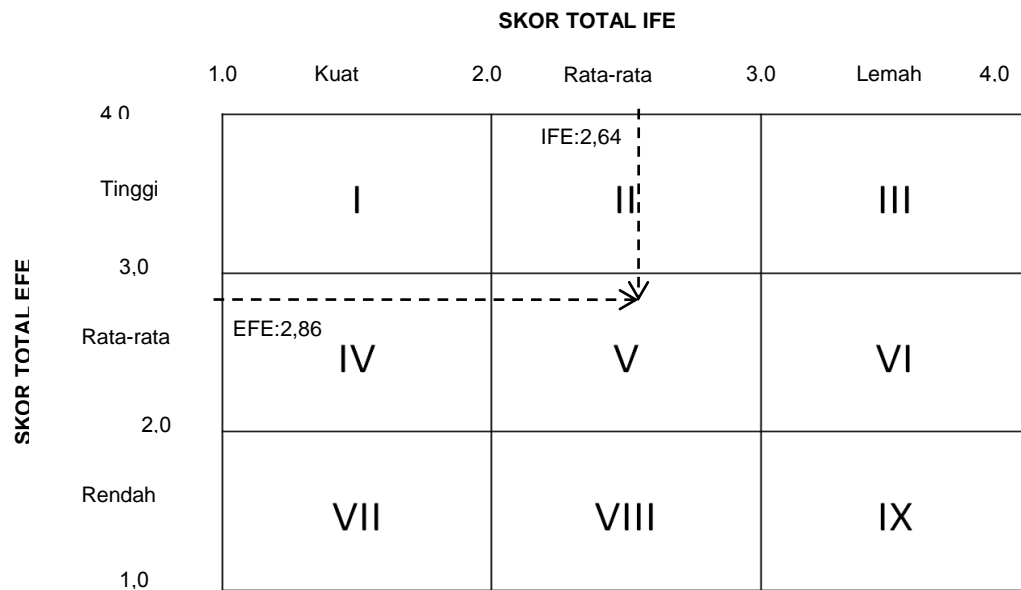 SKOR TOTAL IFE
1,0 Kuat 2,0 Rata-rata 3,0 Lemah 4,0
4,0
IFE:2,64
Tinggi
I II III
3,0
SKOR TOTAL EFE
EFE:2,86
Rata-rata
IV V VI
2,0
Rendah
VII VIII IX
1,0